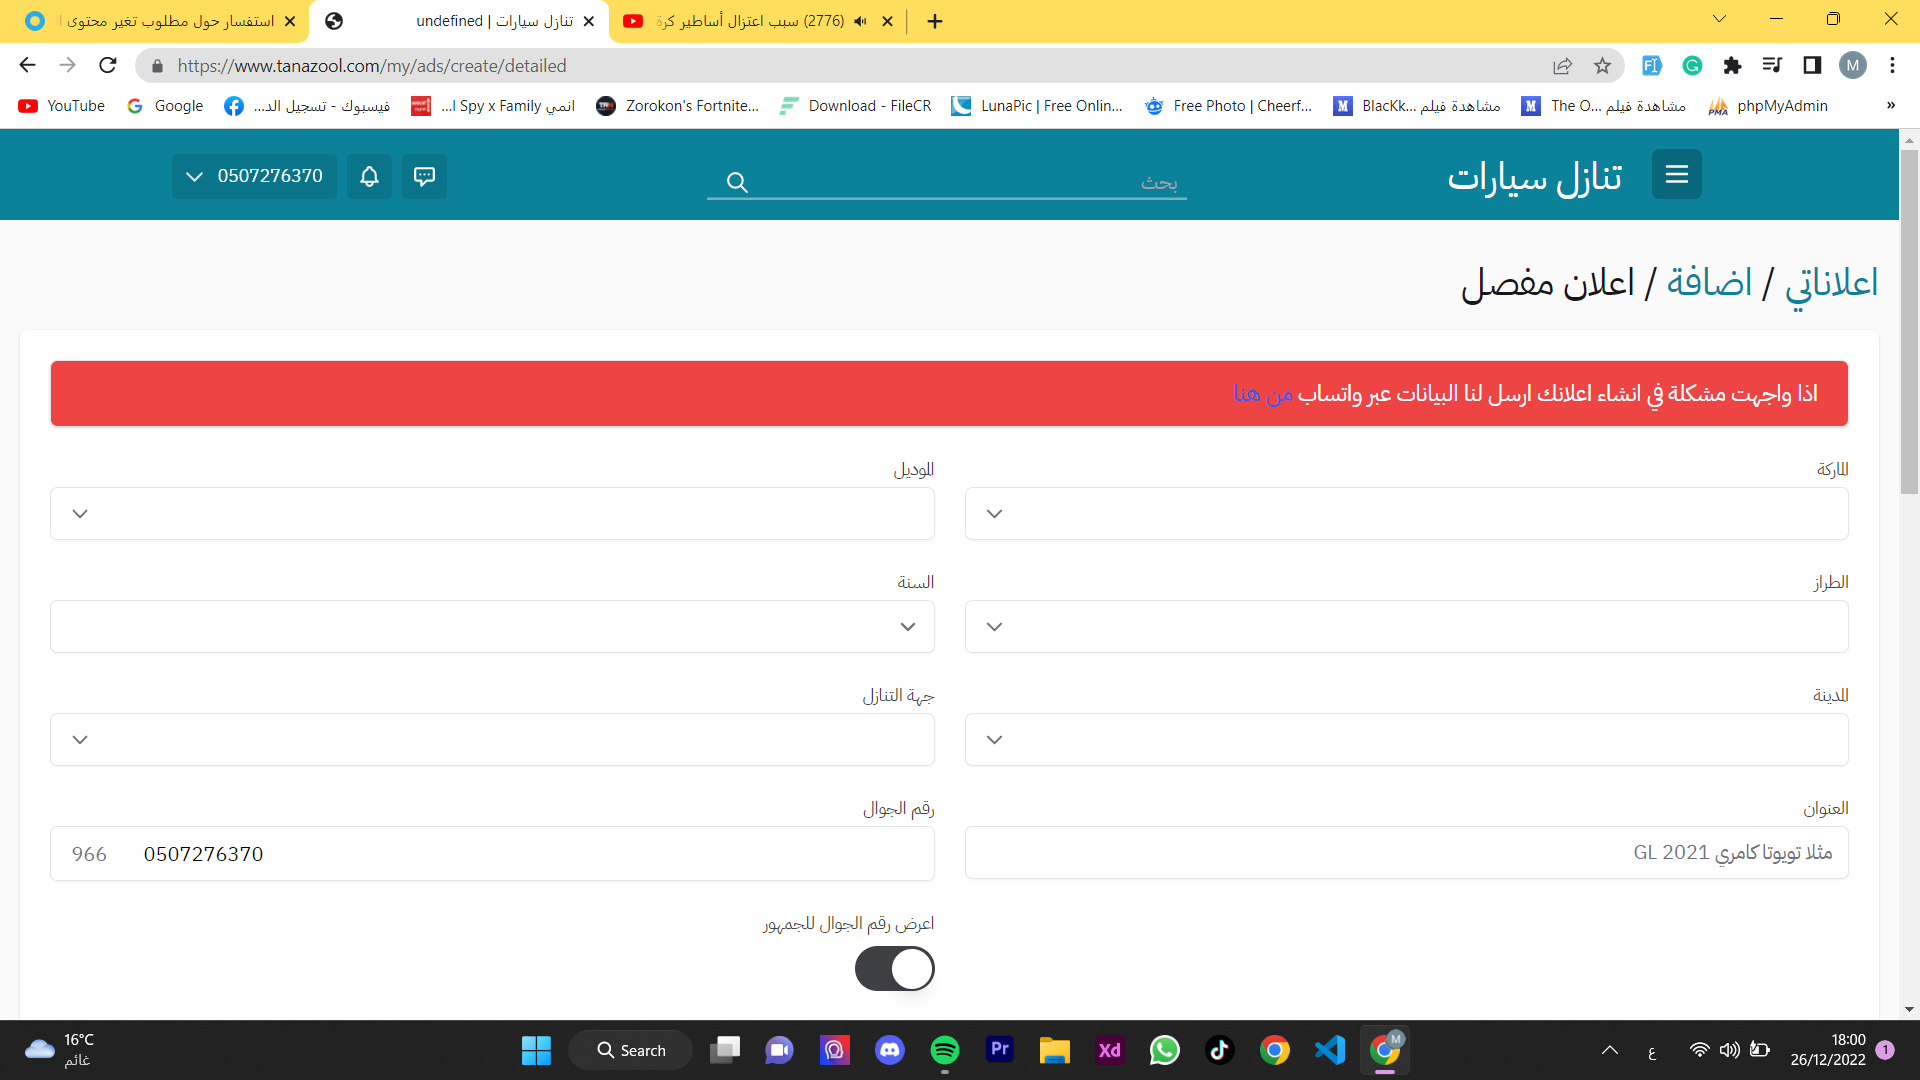 استفسار حول مطلوب تغير محتوى ال
تنازل سيارات | undefined
(2776) سبب اعتزال أساطير كرة
https://www.tanazool.com/my/ads/create/detailed
M
YouTube
Google
فيسبوك - تسجيل الد...
انمي Spy x Family ا...
Zorokon's Fortnite...
Download - FileCR
LunaPic | Free Onlin...
Free Photo | Cheerf...
مشاهدة فيلم BlacKk...
مشاهدة فيلم The O...
phpMyAdmin
»
تنازل سيارات
بحث
0507276370
اعلاناتي / اضافة / اعلان مفصل
اذا واجهت مشكلة في انشاء اعلانك ارسل لنا البيانات عبر واتساب من هنا
الماركة
الموديل
الطراز
السنة
المدينة
جهة التنازل
العنوان
مثلا تويوتا كامري 2021 GL
رقم الجوال
966 0507276370
اعرض رقم الجوال للجمهور
16°C
غائم
Search
Pr
Xd
M
ع
18:00
26/12/2022
1